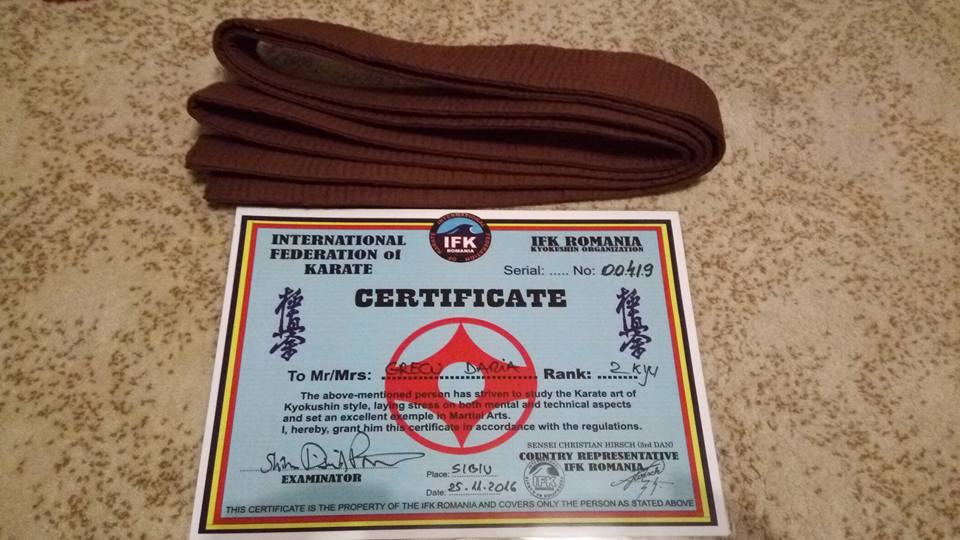 INTERNATIONAL
FEDERATION of
KARATE
IFK
ROMANIA
IFK ROMANIA
KYOKUSHIN ORGANIZATION
Serial: ..... No: 00419
CERTIFICATE
極真会
極真会
To Mr/Mrs: GRECU DARIA Rank: 2 Kyu
The above-mentioned person has striven to study the Karate art of
Kyokushin style, laying stress on both mental and technical aspects
and set an excellent exemple in Martial Arts.
I, hereby, grant him this certificate in accordance with the regulations.
SENSEI CHRISTIAN HIRSCH (3rd DAN)
COUNTRY REPRESENTATIVE
IFK ROMANIA
EXAMINATOR
Place: SIBIU
Date: 25.11.2016
IFK
THIS CERTIFICATE IS THE PROPERTY OF THE IFK ROMANIA AND COVERS ONLY THE PERSON AS STATED ABOVE